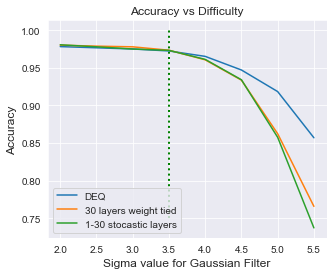 Accuracy vs Difficulty
1.00
0.95
0.90
0.85
0.80
0.75
Accuracy
DEQ
30 layers weight tied
1-30 stocastic layers
2.0 2.5 3.0 3.5 4.0 4.5 5.0 5.5
Sigma value for Gaussian Filter